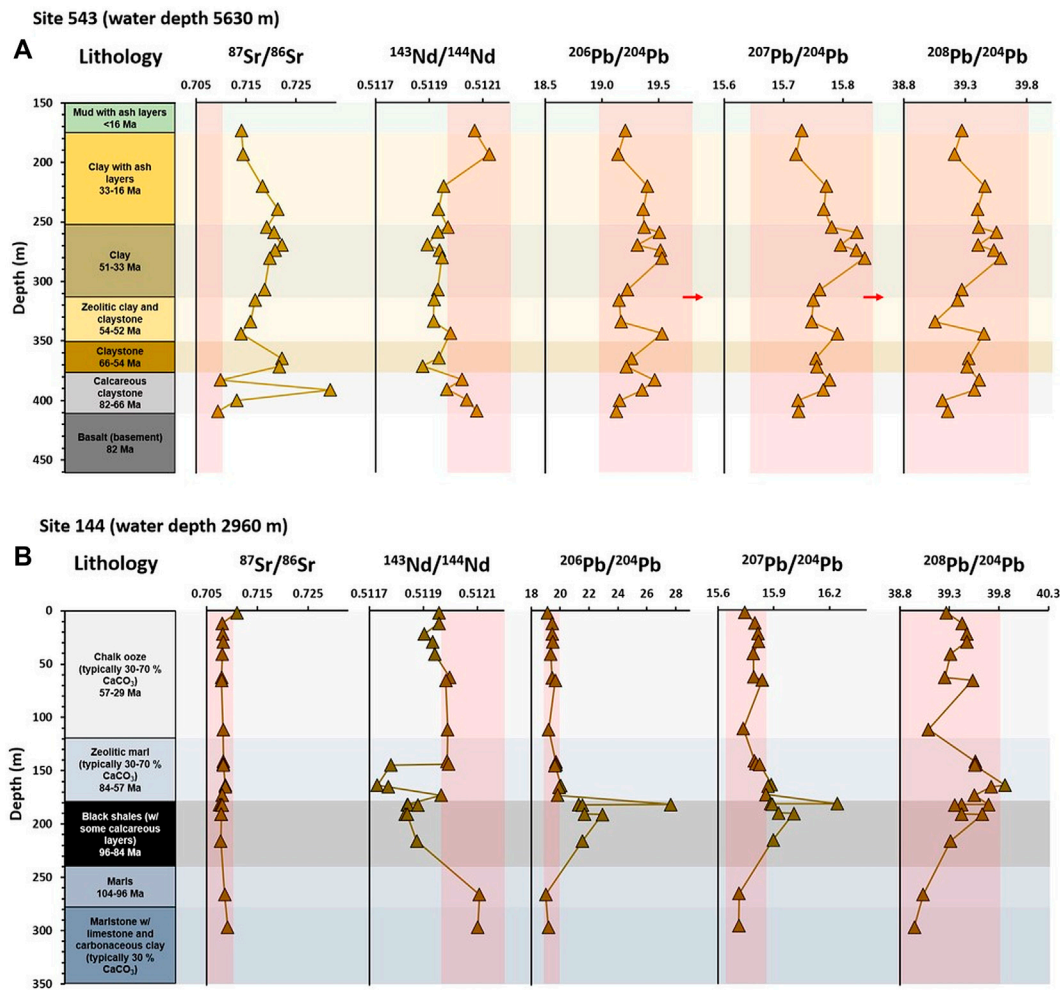 Site 543 (water depth 5630 m)
A
Lithology
87Sr/86Sr
143Nd/144Nd
206Pb/204Pb
207Pb/204Pb
208Pb/204Pb
0.705 0.715 0.725
0.5117 0.5119 0.5121
18.5 19.0 19.5
15.6 15.7 15.8
38.8 39.3 39.8
Depth (m)
150
200
250
300
350
400
450
Mud with ash layers
<16 Ma
Clay with ash
layers
33-16 Ma
Clay
51-33 Ma
Zeolitic clay and
claystone
54-52 Ma
Claystone
66-54 Ma
Calcareous
claystone
82-66 Ma
Basalt (basement)
82 Ma
Site 144 (water depth 2960 m)
B
Lithology
87Sr/86Sr
143Nd/144Nd
206Pb/204Pb
207Pb/204Pb
208Pb/204Pb
0.705 0.715 0.725
0.5117 0.5119 0.5121
18 20 22 24 26 28
15.6 15.9 16.2
38.8 39.3 39.8 40.3
Depth (m)
0
50
100
150
200
250
300
350
Chalk ooze
(typically 30-70 %
CaCO3)
57-29 Ma
Zeolitic marl
(typically 30-70 %
CaCO3)
84-57 Ma
Black shales (w/
some calcareous
layers)
96-84 Ma
Marls
104-96 Ma
Marlstone w/
limestone and
carbonaceous clay
(typically 30 %
CaCO3)